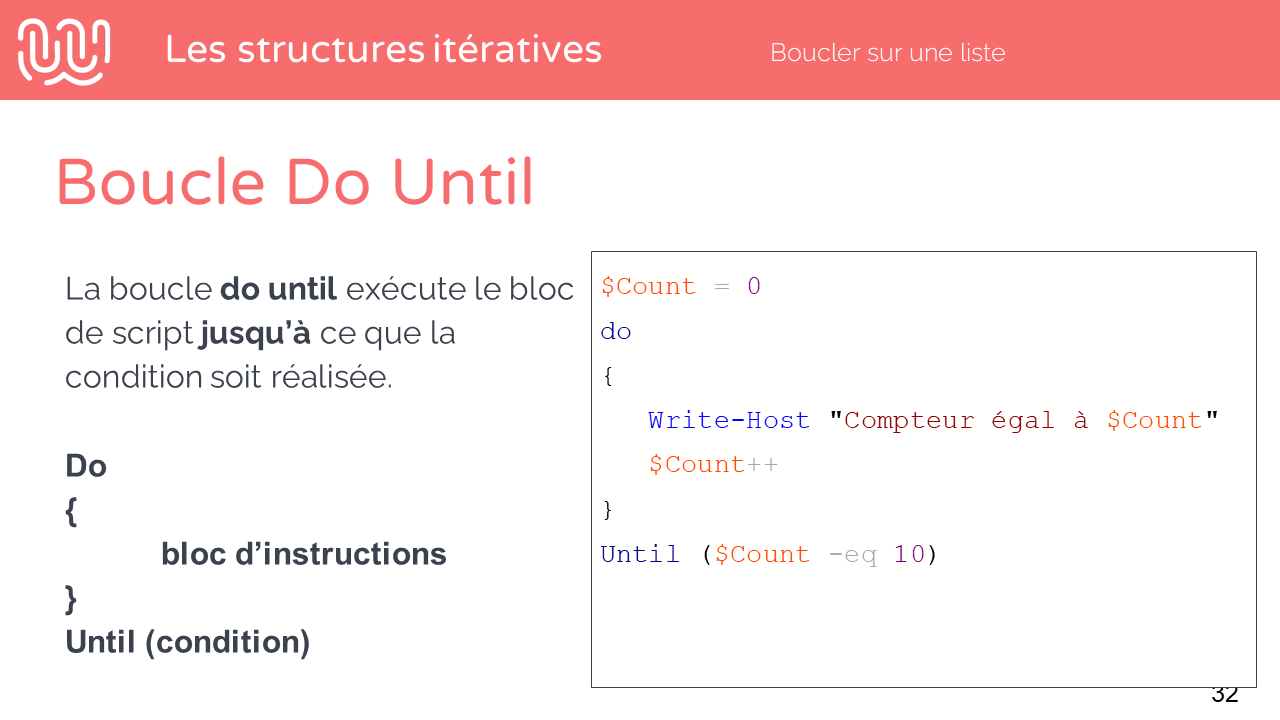 Les structures itératives
Boucler sur une liste
Boucle Do Until
La boucle do until exécute le bloc
de script jusqu’à ce que la
condition soit réalisée.
Do
{
bloc d’instructions
}
Until (condition)
$Count = 0
do
{
Write-Host "Compteur égal à $Count"
$Count++
}
Until ($Count -eq 10)
32